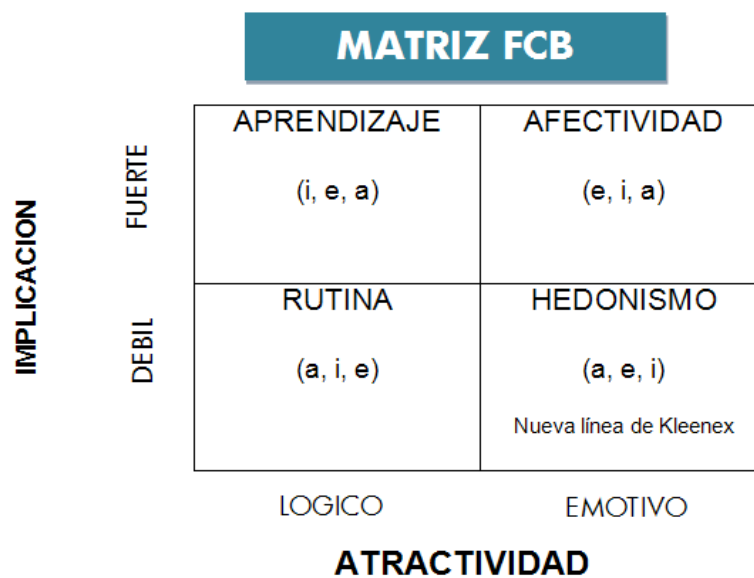 MATRIZ FCB
APRENDIZAJE
AFECTIVIDAD
FUERTE
(i, e, a)
(e, i, a)
IMPLICACION
RUTINA
HEDONISMO
DEBIL
(a, i, e)
(a, e, i)
Nueva línea de Kleenex
LOGICO
EMOTIVO
ATRACTIVIDAD